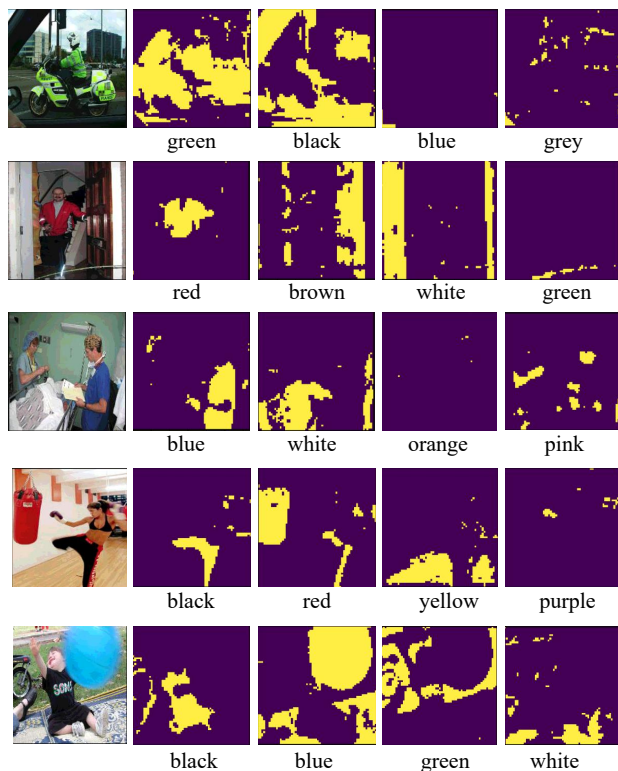 green black blue grey
red brown white green
blue white orange pink
black red yellow purple
SONS
black blue green white